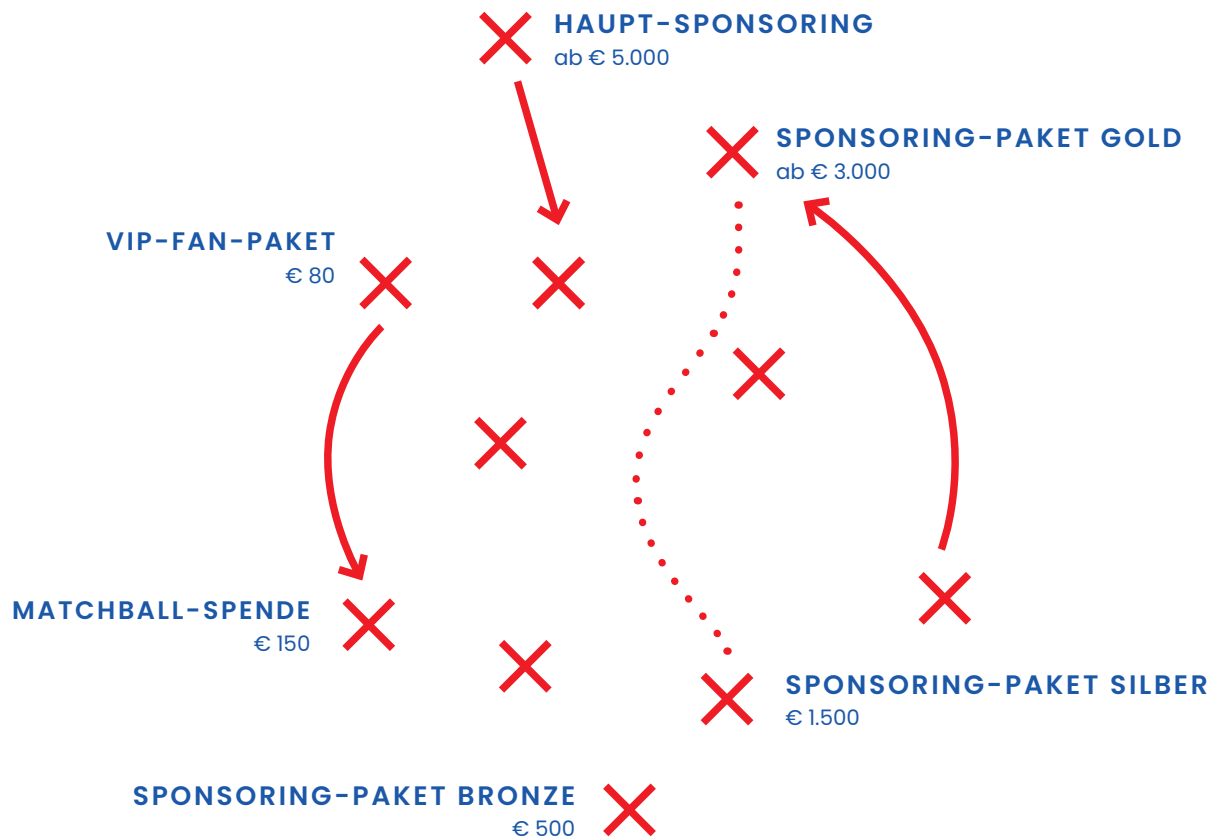 HAUPT-SPONSORING
ab € 5.000
SPONSORING-PAKET GOLD
ab € 3.000
VIP-FAN-PAKET
€ 80
MATCHBALL-SPENDE
€ 150
SPONSORING-PAKET SILBER
€ 1.500
SPONSORING-PAKET BRONZE
€ 500